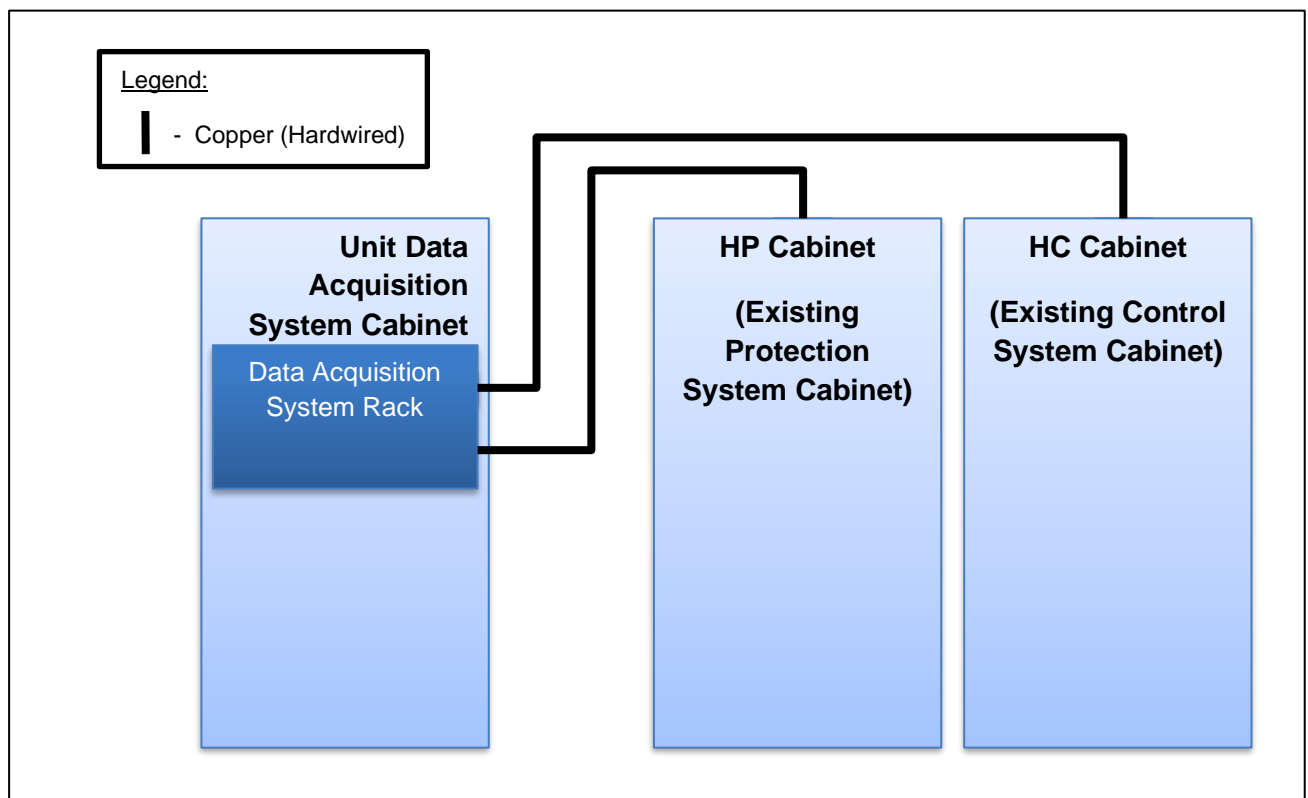 Legend:
- Copper (Hardwired)
Unit Data
Acquisition
System Cabinet
Data Acquisition
System Rack
HP Cabinet
(Existing
Protection
System Cabinet)
HC Cabinet
(Existing Control
System Cabinet)